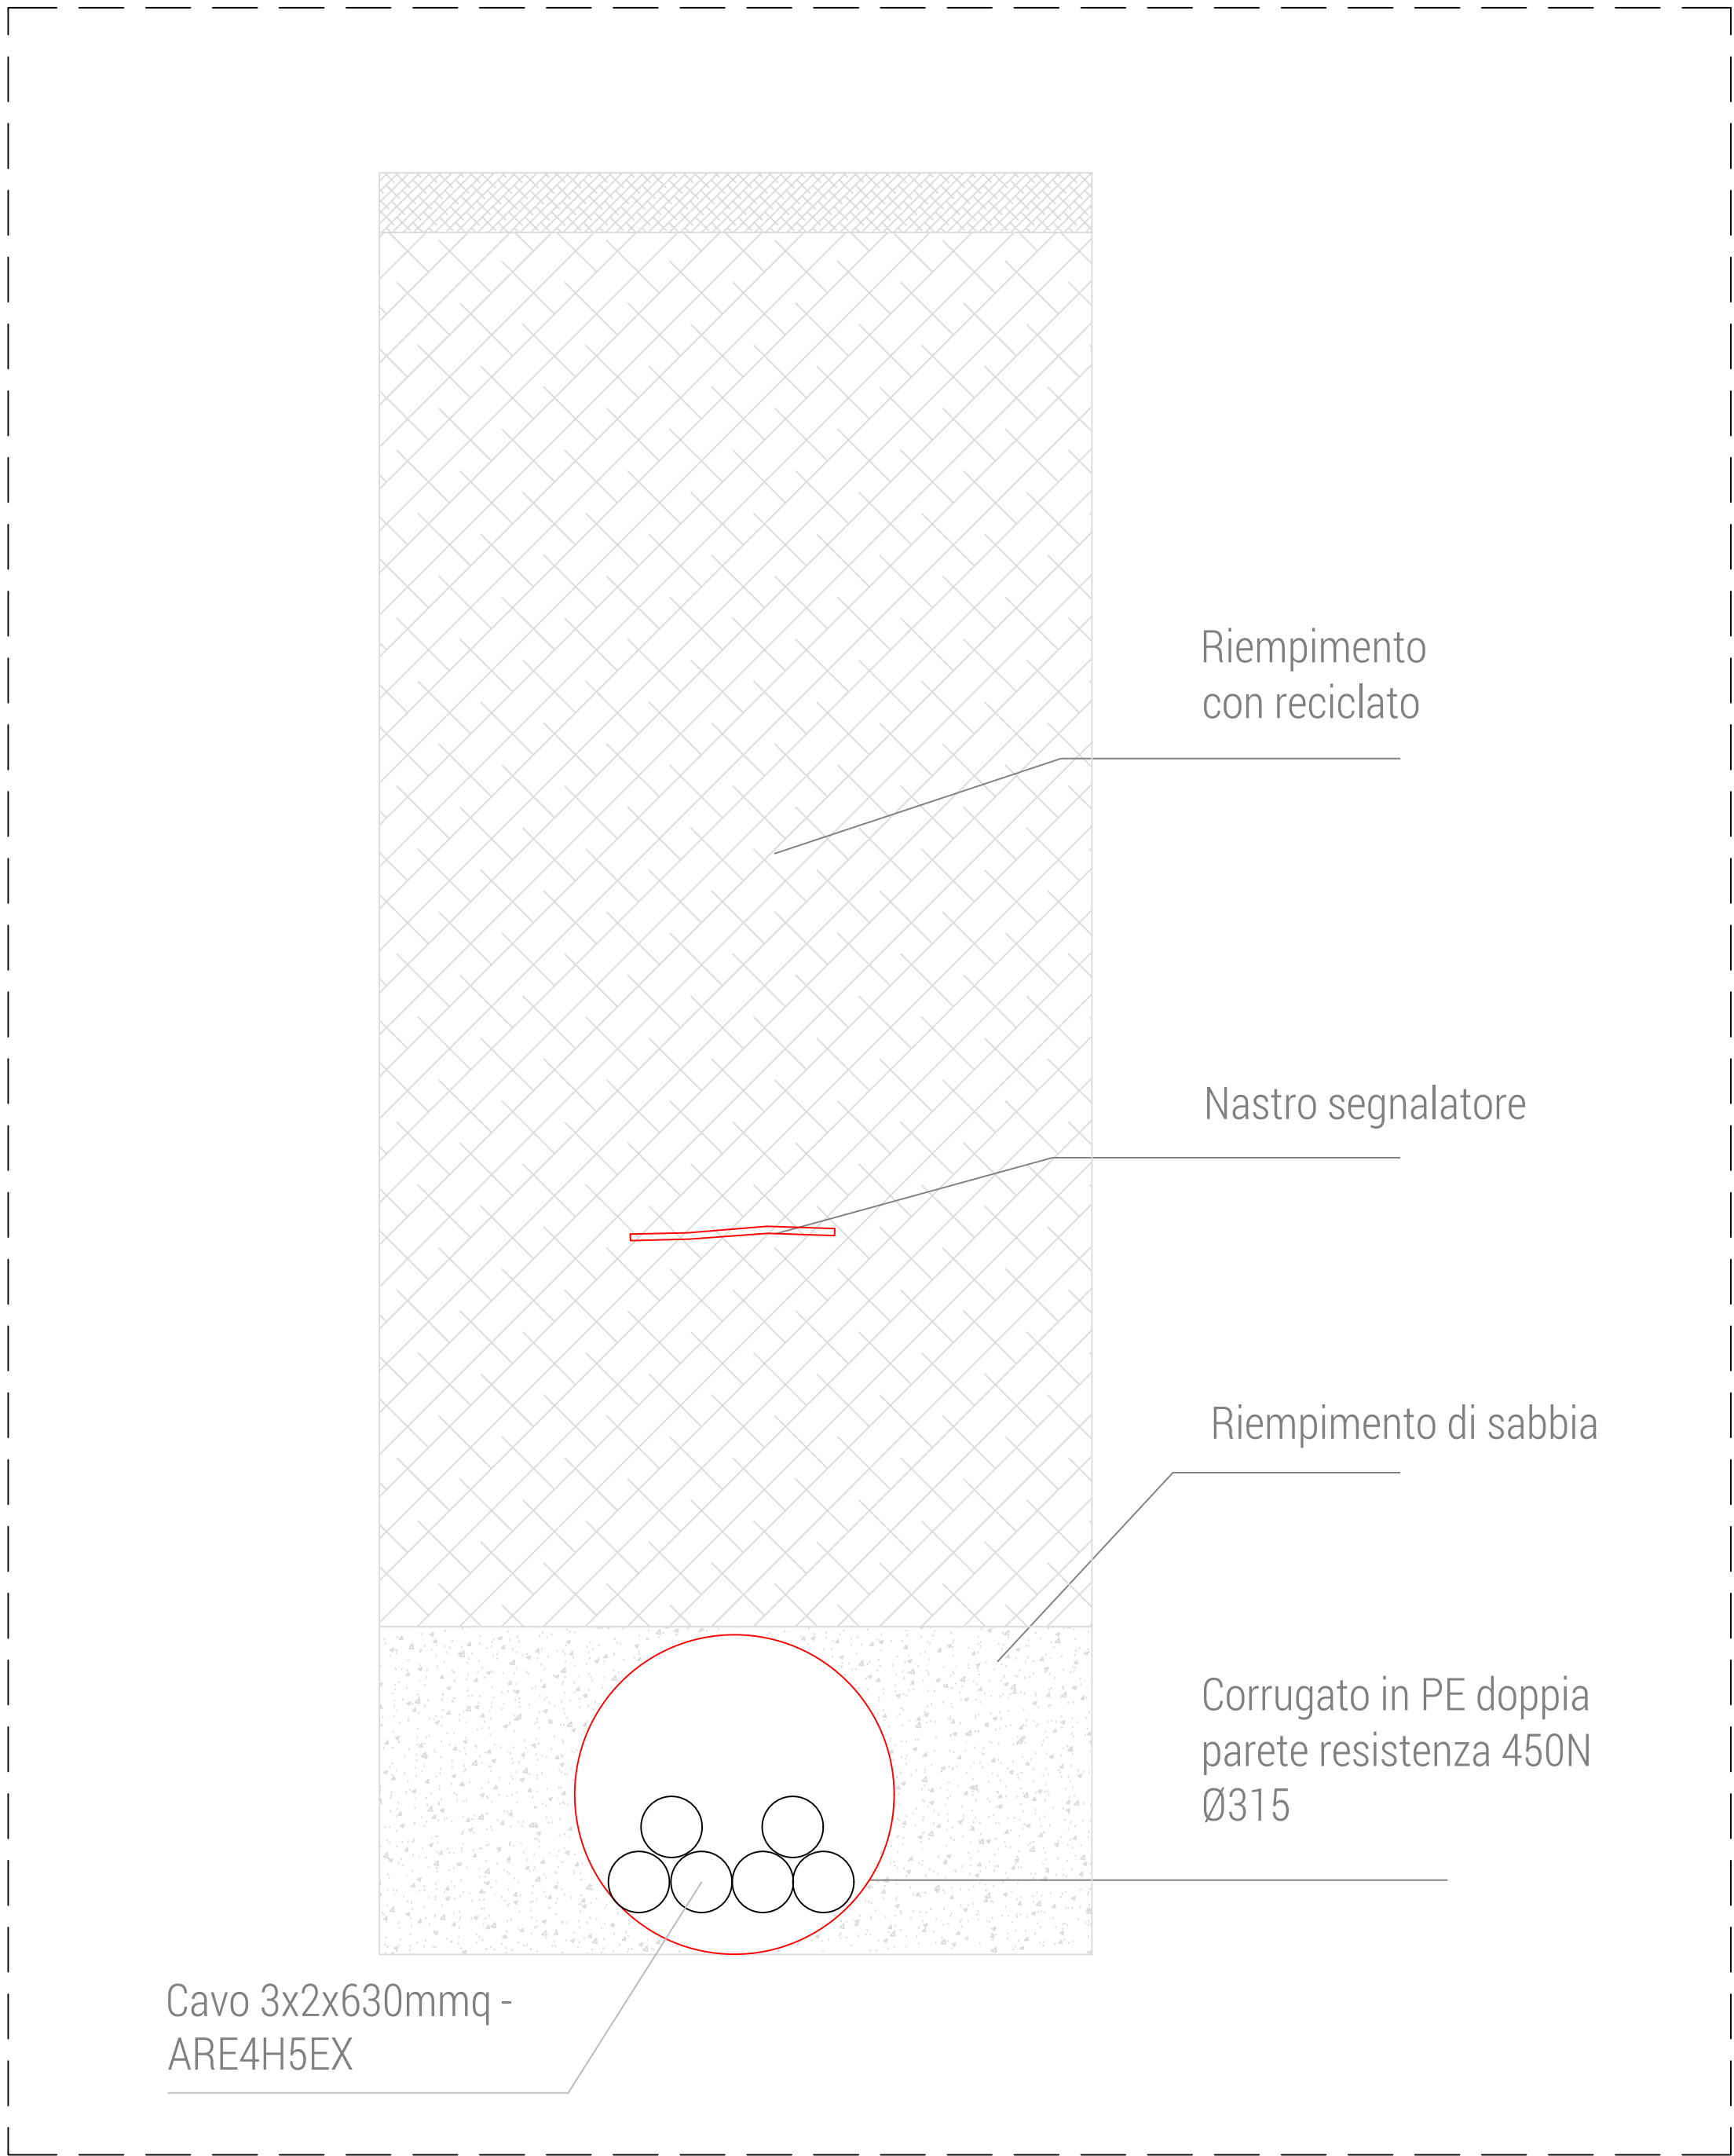 Riempimento
con reciclato
Nastro segnalatore
Riempimento di sabbia
Corrugato in PE doppia
parete resistenza 450N
Ø315
Cavo 3x2x630mmq -
ARE4H5EX